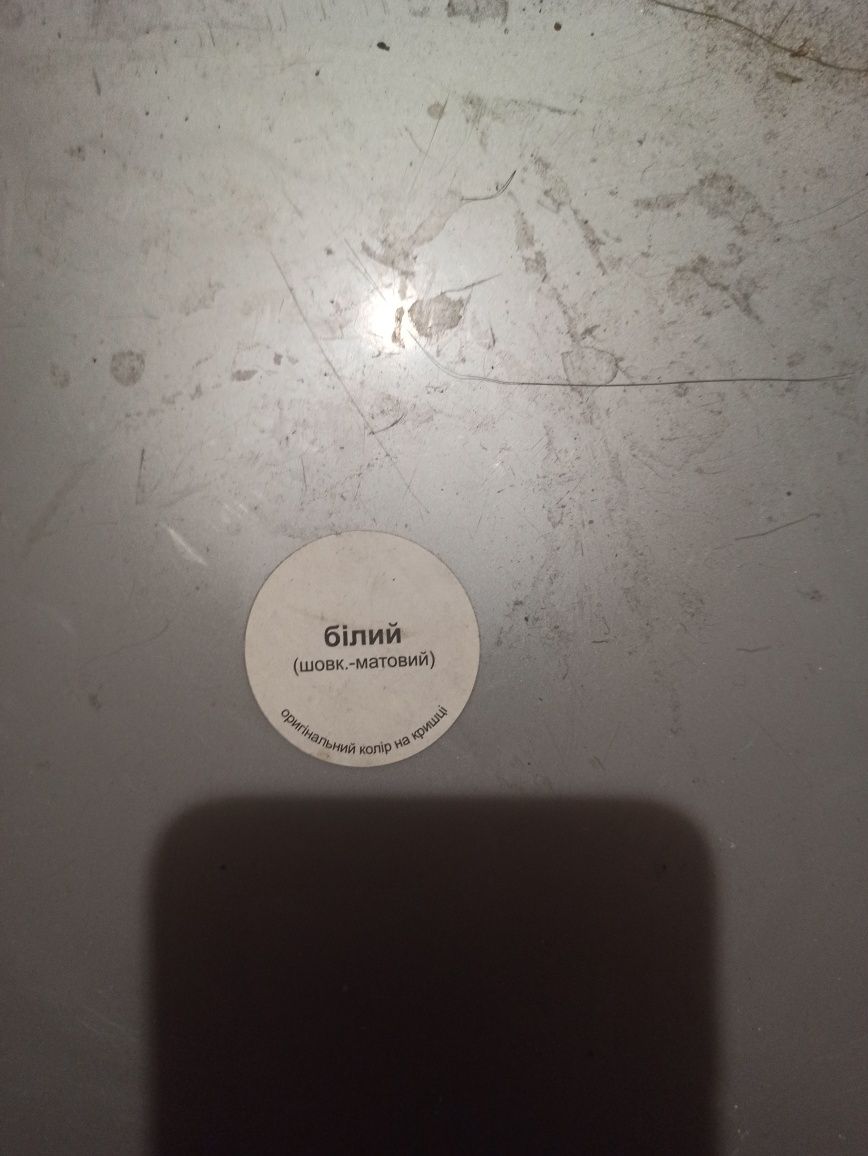 білий
(шовк.-матовий)
оригінальний колір на кришці